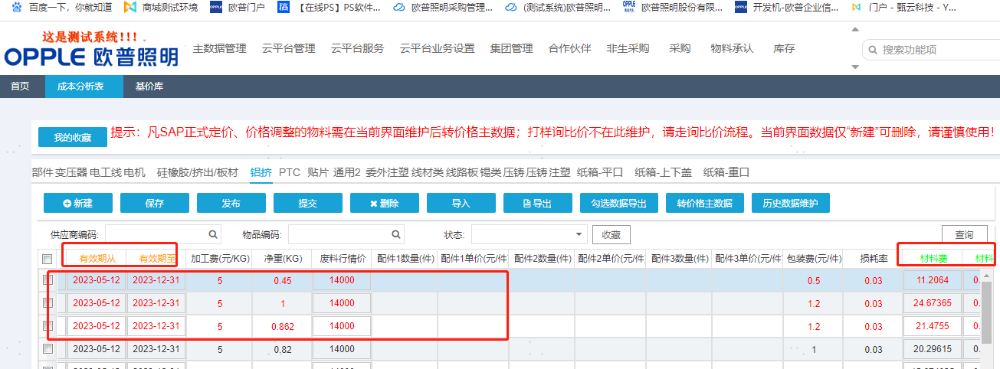 百度一下，你就知道 商城测试环境 欧普门户 【在线PS】PS软件... 欧普照明采购管理... (测试系统)欧普照明... 欧普照明股份有限... 开发机-欧普企业信... 门户 - 甄云科技 - Y...
这是测试系统!!!.
OPPLE 欧普照明 主数据管理 云平台管理 云平台服务 云平台业务设置 集团管理 合作伙伴 非生采购 采购 物料承认 库存 搜索功能项
首页 成本分析表 基价库
我的收藏 提示：凡SAP正式定价、价格调整的物料需在当前界面维护后转价格主数据；打样询比价不在此维护，请走询比价流程。当前界面数据仅“新建”可删除，请谨慎使用！
部件 变压器 电工线 电机 硅橡胶/挤出/板材 铝挤 PTC 贴片 通用2 委外注塑 线材类 线路板 锡类 压铸 压铸 注塑 纸箱-平口 纸箱-上下盖 纸箱-重口
新建 保存 发布 提交 删除 导入 导出 勾选数据导出 转价格主数据 历史数据维护
供应商编码: 物品编码: 状态: 收藏 查询
有效期从 有效期至 加工费(元/KG) 净重(KG) 废料行情价 配件1数量(件) 配件1单价(元/件 配件2数量(件) 配件2单价(元/件) 配件3数量(件) 配件3单价(元/件 包装费(元/件) 损耗率 材料费 材料
2023-05-12 2023-12-31 5 0.45 14000 0.5 0.03 11.2064 0.
2023-05-12 2023-12-31 5 1 14000 1.2 0.03 24.67365 0.
2023-05-12 2023-12-31 5 0.862 14000 1.2 0.03 21.4755 0.
2023-05-12 2023-12-31 5 0.82 14000 1 0.03 20.29615 0.